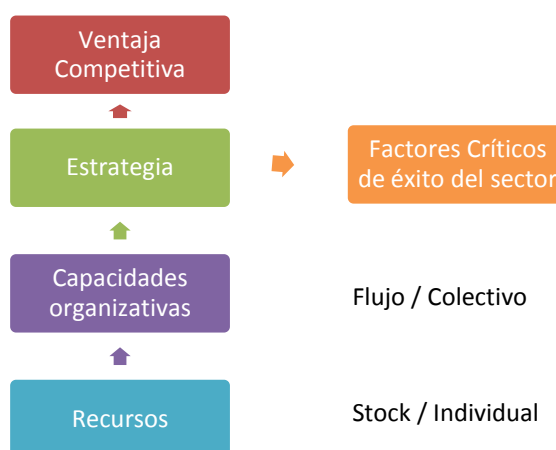 Ventaja
Competitiva
Estrategia
Factores Críticos
de éxito del sector
Capacidades
organizativas
Flujo / Colectivo
Recursos
Stock / Individual